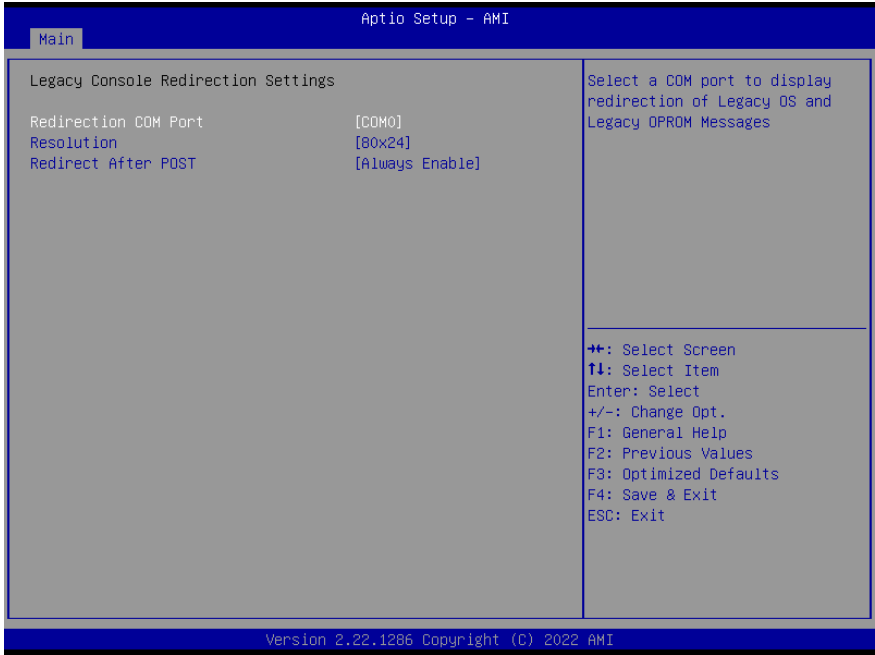 Aptio Setup – AMI
Main
Legacy Console Redirection Settings
Redirection COM Port [COM0]
Resolution [80x24]
Redirect After POST [Always Enable]
Select a COM port to display
redirection of Legacy OS and
Legacy OPROM Messages
→←: Select Screen
↑↓: Select Item
Enter: Select
+/-: Change Opt.
F1: General Help
F2: Previous Values
F3: Optimized Defaults
F4: Save & Exit
ESC: Exit
Version 2.22.1286 Copyright (C) 2022 AMI